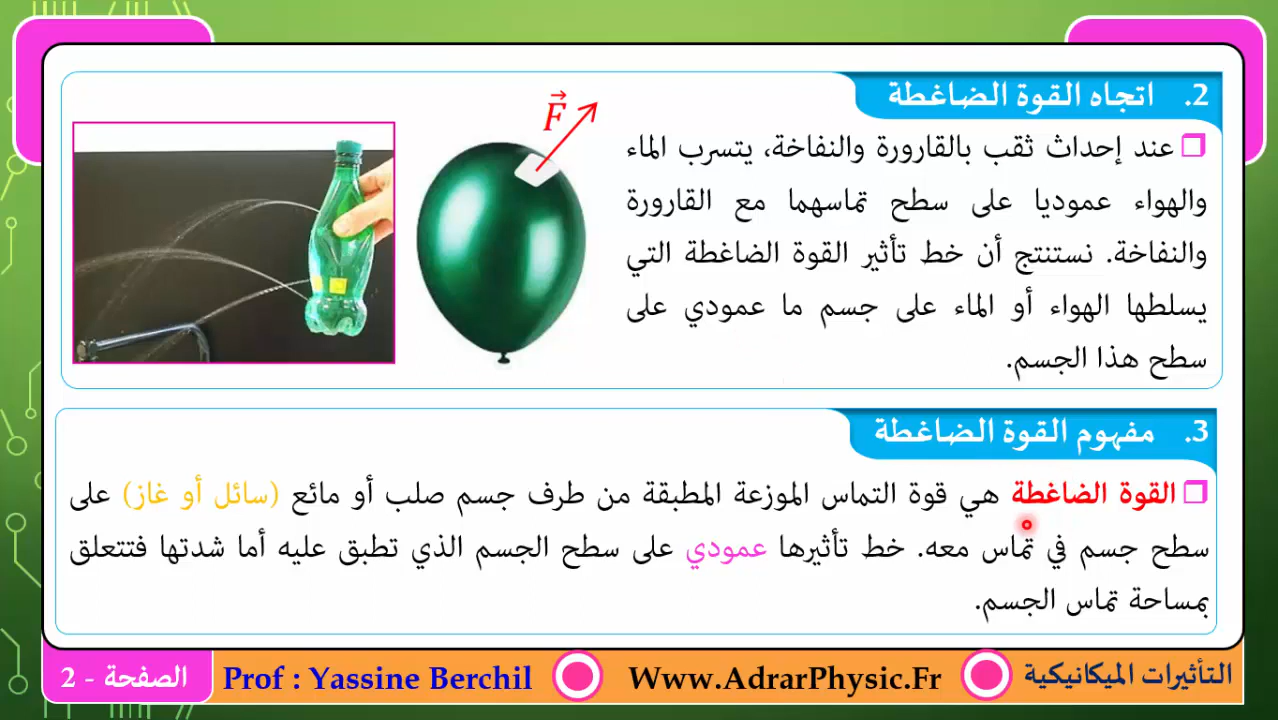 2. اتجاه القوة الضاغطة
عند إحداث ثقب بالقارورة والنفاخة، يتسرب الماء
والهواء عموديا على سطح تماسهما مع القارورة
والنفاخة. نستنتج أن خط تأثير القوة الضاغطة التي
يسلطها الهواء أو الماء على جسم ما عمودي على
سطح هذا الجسم.
F
3. مفهوم القوة الضاغطة
القوة الضاغطة هي قوة التماس الموزعة المطبقة من طرف جسم صلب أو مائع (سائل أو غاز) على
سطح جسم في تماس معه. خط تأثيرها عمودي على سطح الجسم الذي تطبق عليه أما شدتها فتتعلق
بمساحة تماس الجسم.
التأثيرات الميكانيكية
Www.AdrarPhysic.Fr
Prof : Yassine Berchil
الصفحة - 2